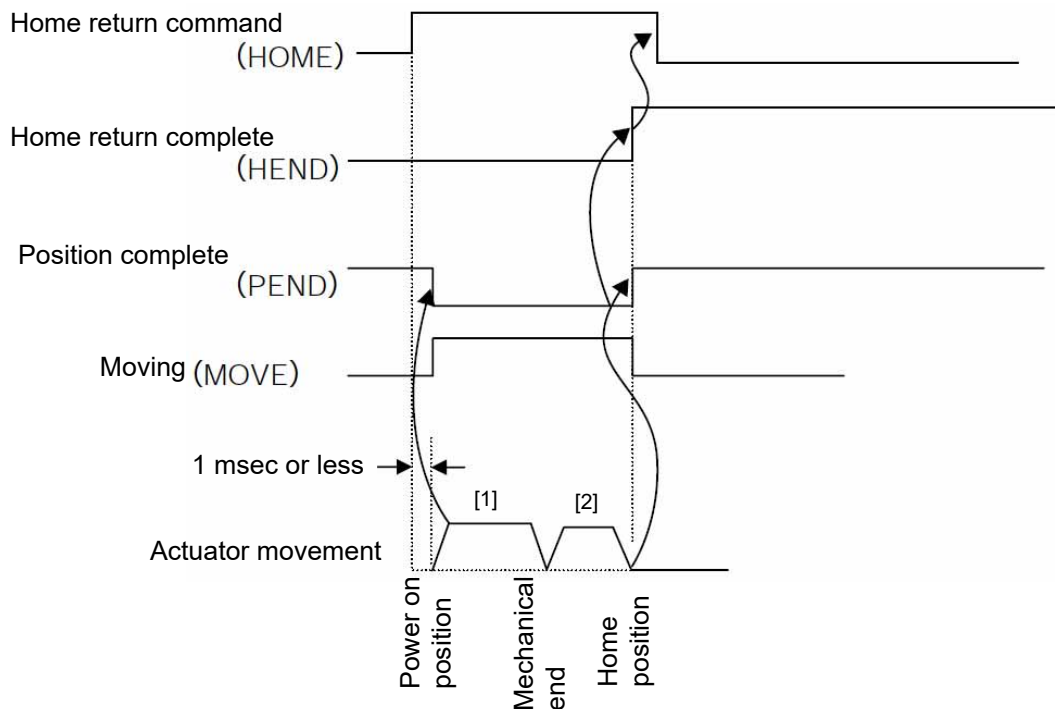 Home return command
(HOME)
Home return complete
(HEND)
Position complete
(PEND)
Moving (MOVE)
1 msec or less
[1]
[2]
Actuator movement
Power on
position
Mechanical
end
Home
position